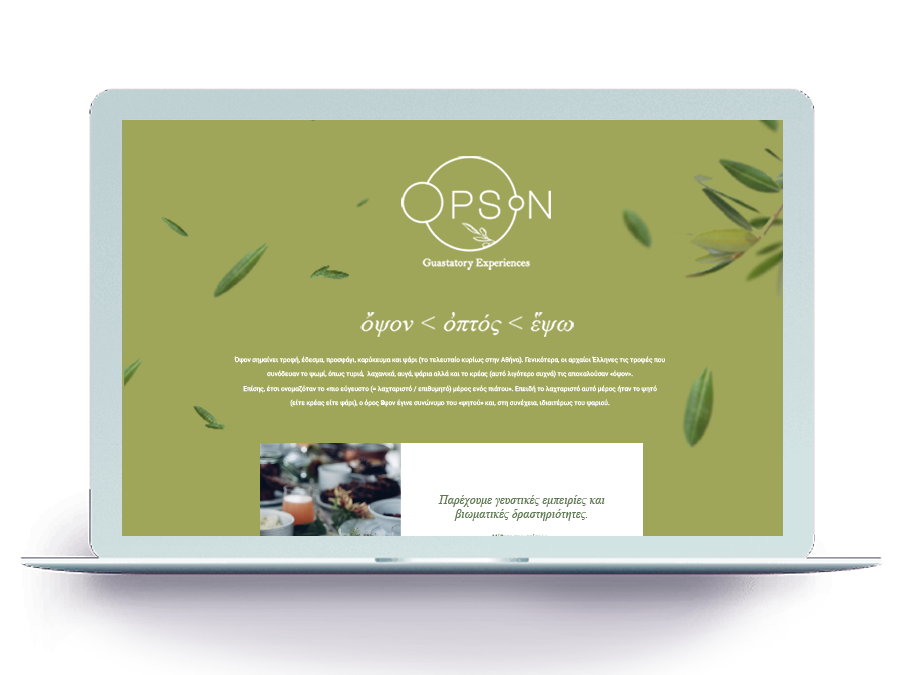 OPSON
Guastatory Experiences
ὄψον < ὀπτός < ἕψω
Όψον σημαίνει τροφή, έδεσμα, προσφάγι, καρύκευμα και ψάρι (το τελευταίο κυρίως στην Αθήνα). Γενικότερα, οι αρχαίοι Έλληνες τις τροφές που
συνόδευαν το ψωμί, όπως τυριά, λαχανικά, αυγά, ψάρια αλλά και το κρέας (αυτό λιγότερο συχνά) τις αποκαλούσαν «όψον».
Επίσης, έτσι ονομαζόταν το «πιο εύγευστο (= λαχταριστό / επιθυμητό) μέρος ενός πιάτου». Επειδή το λαχταριστό αυτό μέρος ήταν το ψητό
(είτε κρέας είτε ψάρι), ο όρος όψον έγινε συνώνυμο του «ψητού» και, στη συνέχεια, ιδιαιτέρως του ψαριού.
Παρέχουμε γευστικές εμπειρίες και
βιωματικές δραστηριότητες.